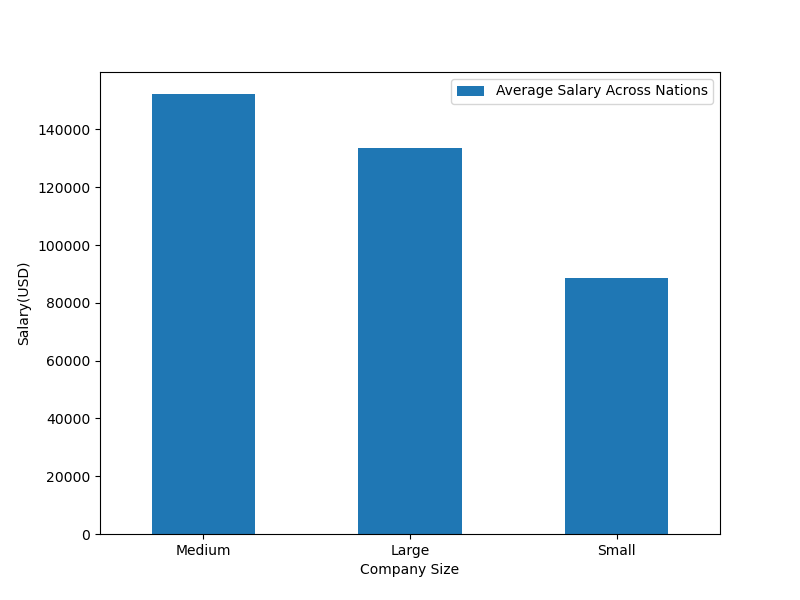 Average Salary Across Nations
140000
120000
100000
80000
60000
40000
20000
0
Salary(USD)
Medium
Large
Small
Company Size